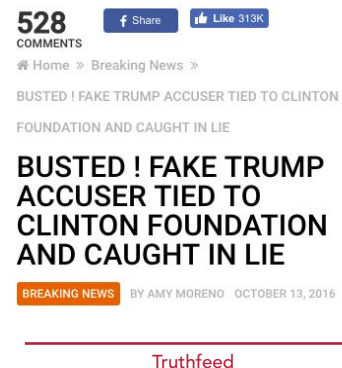 528
COMMENTS
f Share
Like 313K
Home » Breaking News »
BUSTED ! FAKE TRUMP ACCUSER TIED TO CLINTON
FOUNDATION AND CAUGHT IN LIE
BUSTED ! FAKE TRUMP
ACCUSER TIED TO
CLINTON FOUNDATION
AND CAUGHT IN LIE
BREAKING NEWS BY AMY MORENO OCTOBER 13, 2016
Truthfeed